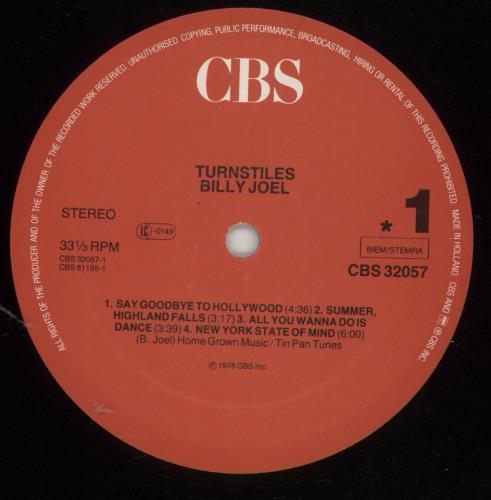 ALL RIGHTS OF THE PRODUCER AND OF THE OWNER OF THE RECORDED WORK RESERVED. UNAUTHORISED COPYING, PUBLIC PERFORMANCE, BROADCASTING, HIRING OR RENTAL OF THIS RECORDING PROHIBITED. MADE IN HOLLAND. CBS AND ® CBS INC.
CBS
TURNSTILES
BILLY JOEL
STEREO
LC -0149
* 1
33⅓ RPM
BIEM/STEMRA
CBS 32057-1
CBS 81195-1
CBS 32057
1. SAY GOODBYE TO HOLLYWOOD (4:36) 2. SUMMER,
HIGHLAND FALLS (3:17) 3. ALL YOU WANNA DO IS
DANCE (3:39) 4. NEW YORK STATE OF MIND (6:00)
(B. Joel) Home Grown Music/Tin Pan Tunes
℗ 1976 CBS Inc.